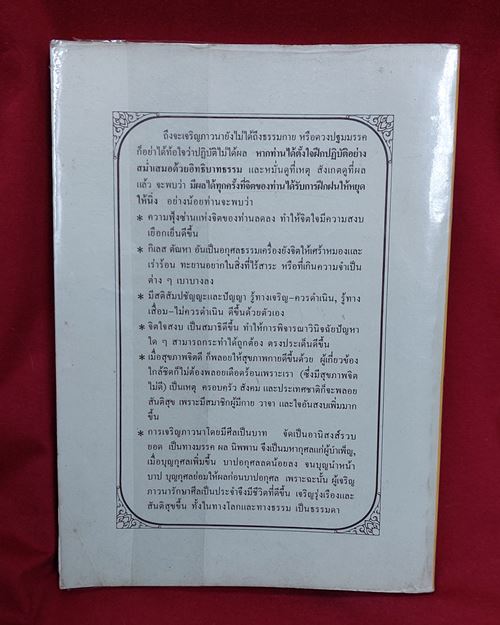 ถึงจะเจริญภาวนายังไม่ได้ถึงธรรมกาย หรือดวงปฐมมรรค
ก็อย่าได้ท้อใจว่าปฏิบัติไม่ได้ผล หากท่านได้ตั้งใจฝึกปฏิบัติอย่าง
สม่ำเสมอด้วยอิทธิบาทธรรม และหมั่นดูที่เหตุ สังเกตดูที่ผล
แล้ว จะพบว่า มีผลได้ทุกครั้งที่จิตของท่านได้รับการฝึกฝนให้หยุด
ให้นิ่ง อย่างน้อยท่านจะพบว่า
* ความฟุ้งซ่านแห่งจิตของท่านลดลง ทำให้จิตใจมีความสงบ
เยือกเย็นดีขึ้น
* กิเลส ตัณหา อันเป็นอกุศลธรรมเครื่องยังจิตให้เศร้าหมองและ
เร่าร้อน ทะยานอยากในสิ่งที่ไร้สาระ หรือที่เกินความจำเป็น
ต่าง ๆ เบาบางลง
* มีสติสัมปชัญญะและปัญญา รู้ทางเจริญ-ควรดำเนิน, รู้ทาง
เสื่อม-ไม่ควรดำเนิน ดีขึ้นด้วยตัวเอง
* จิตใจสงบ เป็นสมาธิดีขึ้น ทำให้การพิจารณาวินิจฉัยปัญหา
ใด ๆ สามารถกระทำได้ถูกต้อง ตรงประเด็นดีขึ้น
* เมื่อสุขภาพจิตดี ก็พลอยให้สุขภาพกายดีขึ้นด้วย ผู้เกี่ยวข้อง
ใกล้ชิดก็ไม่ต้องพลอยเดือดร้อนเพราะเรา (ซึ่งมีสุขภาพจิต
ไม่ดี) เป็นเหตุ ครอบครัว สังคม และประเทศชาติก็จะพลอย
สันติสุข เพราะมีสมาชิกผู้มีกาย วาจา และใจอันสงบเพิ่มมาก
ขึ้น
* การเจริญภาวนาโดยมีศีลเป็นบาท จัดเป็นอานิสงส์รวบ
ยอด เป็นทางมรรค ผล นิพพาน จึงเป็นมหากุศลแก่ผู้บำเพ็ญ,
เมื่อบุญกุศลเพิ่มขึ้น บาปอกุศลลดน้อยลง จนบุญนำหน้า
บาป บุญกุศลย่อมให้ผลก่อนบาปอกุศล เพราะฉะนั้น ผู้เจริญ
ภาวนารักษาศีลเป็นประจำจึงมีชีวิตที่ดีขึ้น เจริญรุ่งเรืองและ
สันติสุขขึ้น ทั้งในทางโลกและทางธรรม เป็นธรรมดา